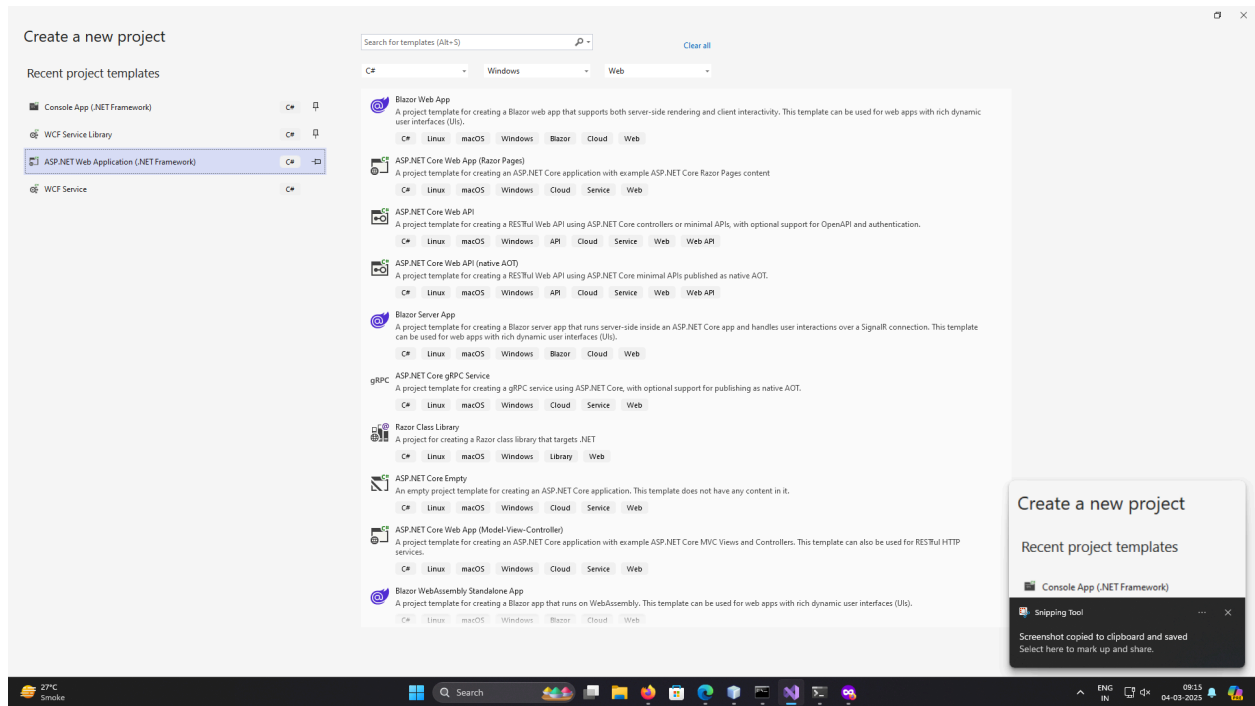 Create a new project
Recent project templates
Console App (.NET Framework) C#
WCF Service Library C#
ASP.NET Web Application (.NET Framework) C#
WCF Service C#
Search for templates (Alt+S)
Clear all
C# Windows Web
Blazor Web App
A project template for creating a Blazor web app that supports both server-side rendering and client interactivity. This template can be used for web apps with rich dynamic
user interfaces (UIs).
C# Linux macOS Windows Blazor Cloud Web
ASP.NET Core Web App (Razor Pages)
A project template for creating an ASP.NET Core application with example ASP.NET Core Razor Pages content
C# Linux macOS Windows Cloud Service Web
ASP.NET Core Web API
A project template for creating a RESTful Web API using ASP.NET Core controllers or minimal APIs, with optional support for OpenAPI and authentication.
C# Linux macOS Windows API Cloud Service Web Web API
ASP.NET Core Web API (native AOT)
A project template for creating a RESTful Web API using ASP.NET Core minimal APIs published as native AOT.
C# Linux macOS Windows API Cloud Service Web Web API
Blazor Server App
A project template for creating a Blazor server app that runs server-side inside an ASP.NET Core app and handles user interactions over a SignalR connection. This template
can be used for web apps with rich dynamic user interfaces (UIs).
C# Linux macOS Windows Blazor Cloud Web
gRPC ASP.NET Core gRPC Service
A project template for creating a gRPC service using ASP.NET Core, with optional support for publishing as native AOT.
C# Linux macOS Windows Cloud Service Web
Razor Class Library
A project for creating a Razor class library that targets .NET
C# Linux macOS Windows Library Web
ASP.NET Core Empty
An empty project template for creating an ASP.NET Core application. This template does not have any content in it.
C# Linux macOS Windows Cloud Service Web
ASP.NET Core Web App (Model-View-Controller)
A project template for creating an ASP.NET Core application with example ASP.NET Core MVC Views and Controllers. This template can also be used for RESTful HTTP
services.
C# Linux macOS Windows Cloud Service Web
Blazor WebAssembly Standalone App
A project template for creating a Blazor app that runs on WebAssembly. This template can be used for web apps with rich dynamic user interfaces (UIs).
C# Linux macOS Windows Blazor Cloud Web
Create a new project
Recent project templates
Console App (.NET Framework)
Snipping Tool
Screenshot copied to clipboard and saved
Select here to mark up and share.
27°C
Smoke
Search
ENG
IN
09:15
04-03-2025